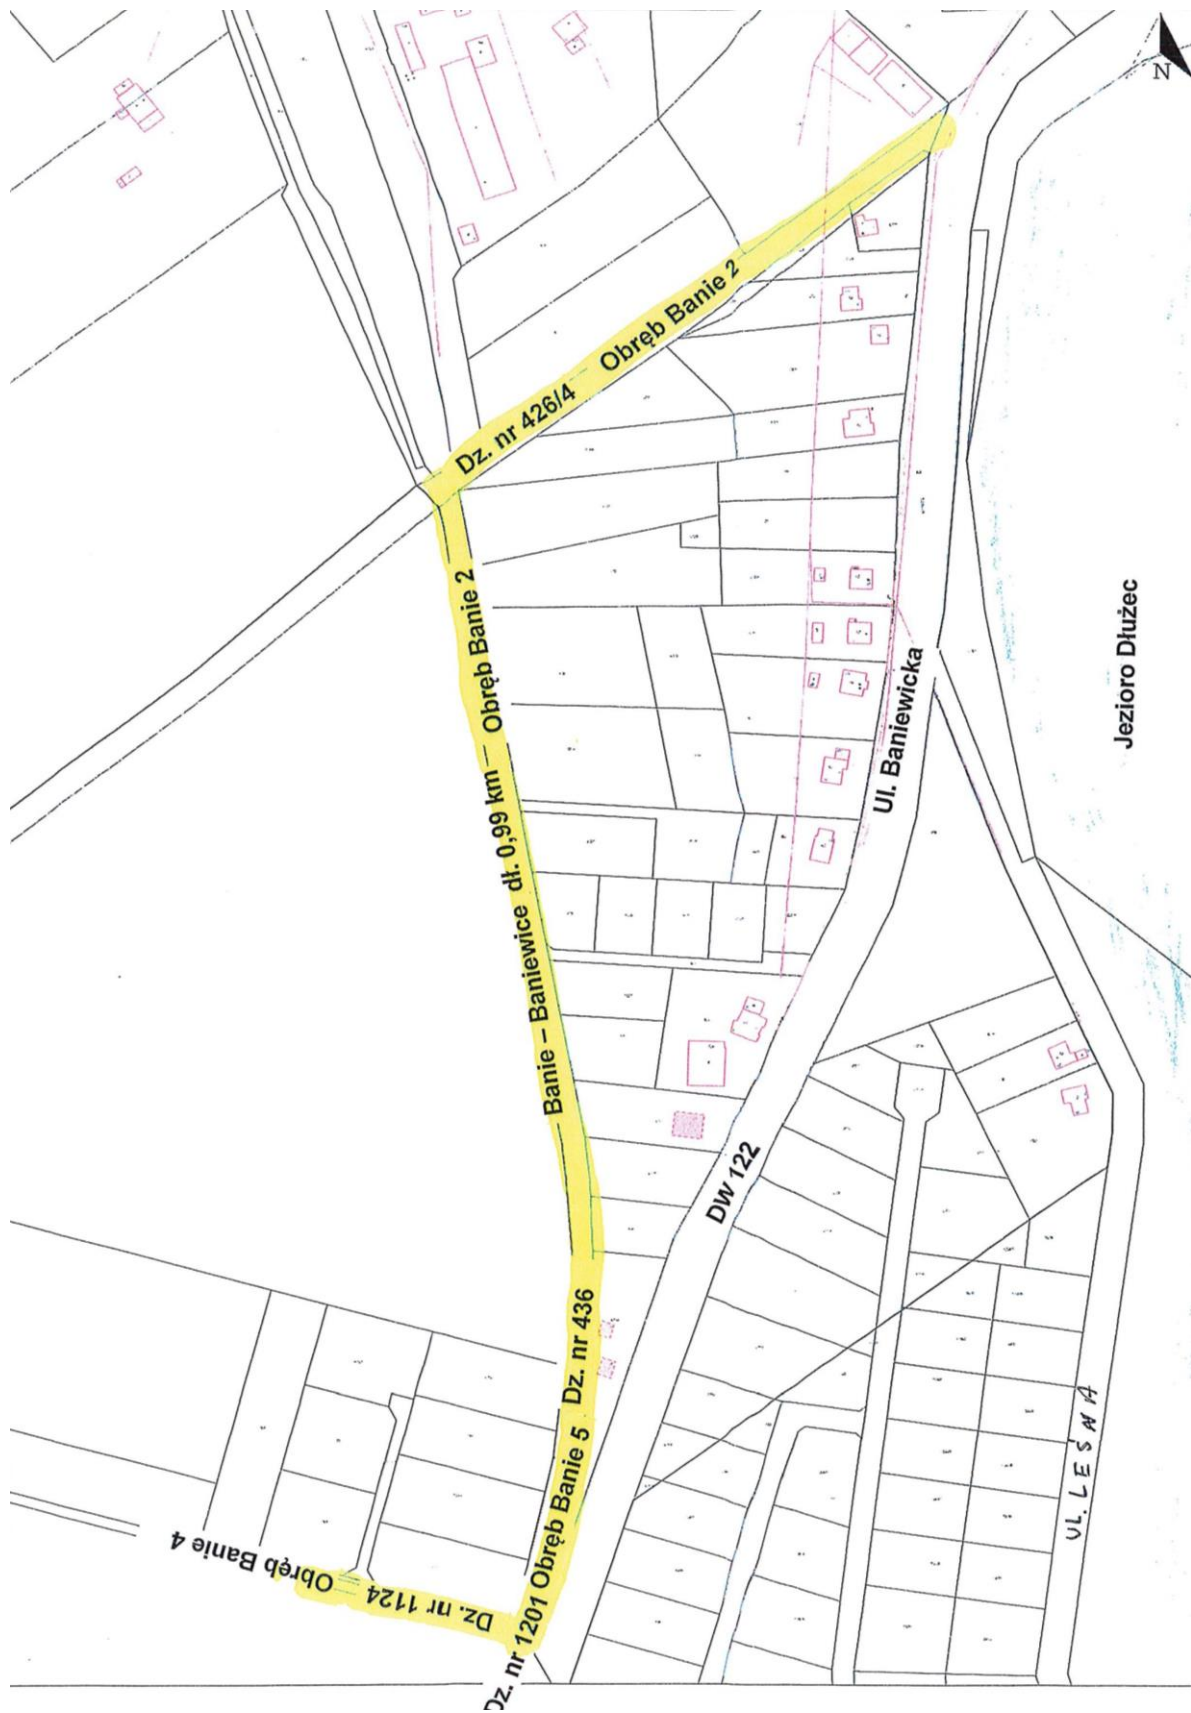 N
Obręb Banie 2
Dz. nr 426/4
Obręb Banie 2
Banie – Baniewice dł. 0,99 km
Jezioro Dłużec
Ul. Baniewicka
DW 122
Dz. nr 436
UL. LEŚNA
Dz. nr 1201 Obręb Banie 5
Obręb Banie 4
Dz. nr 1124